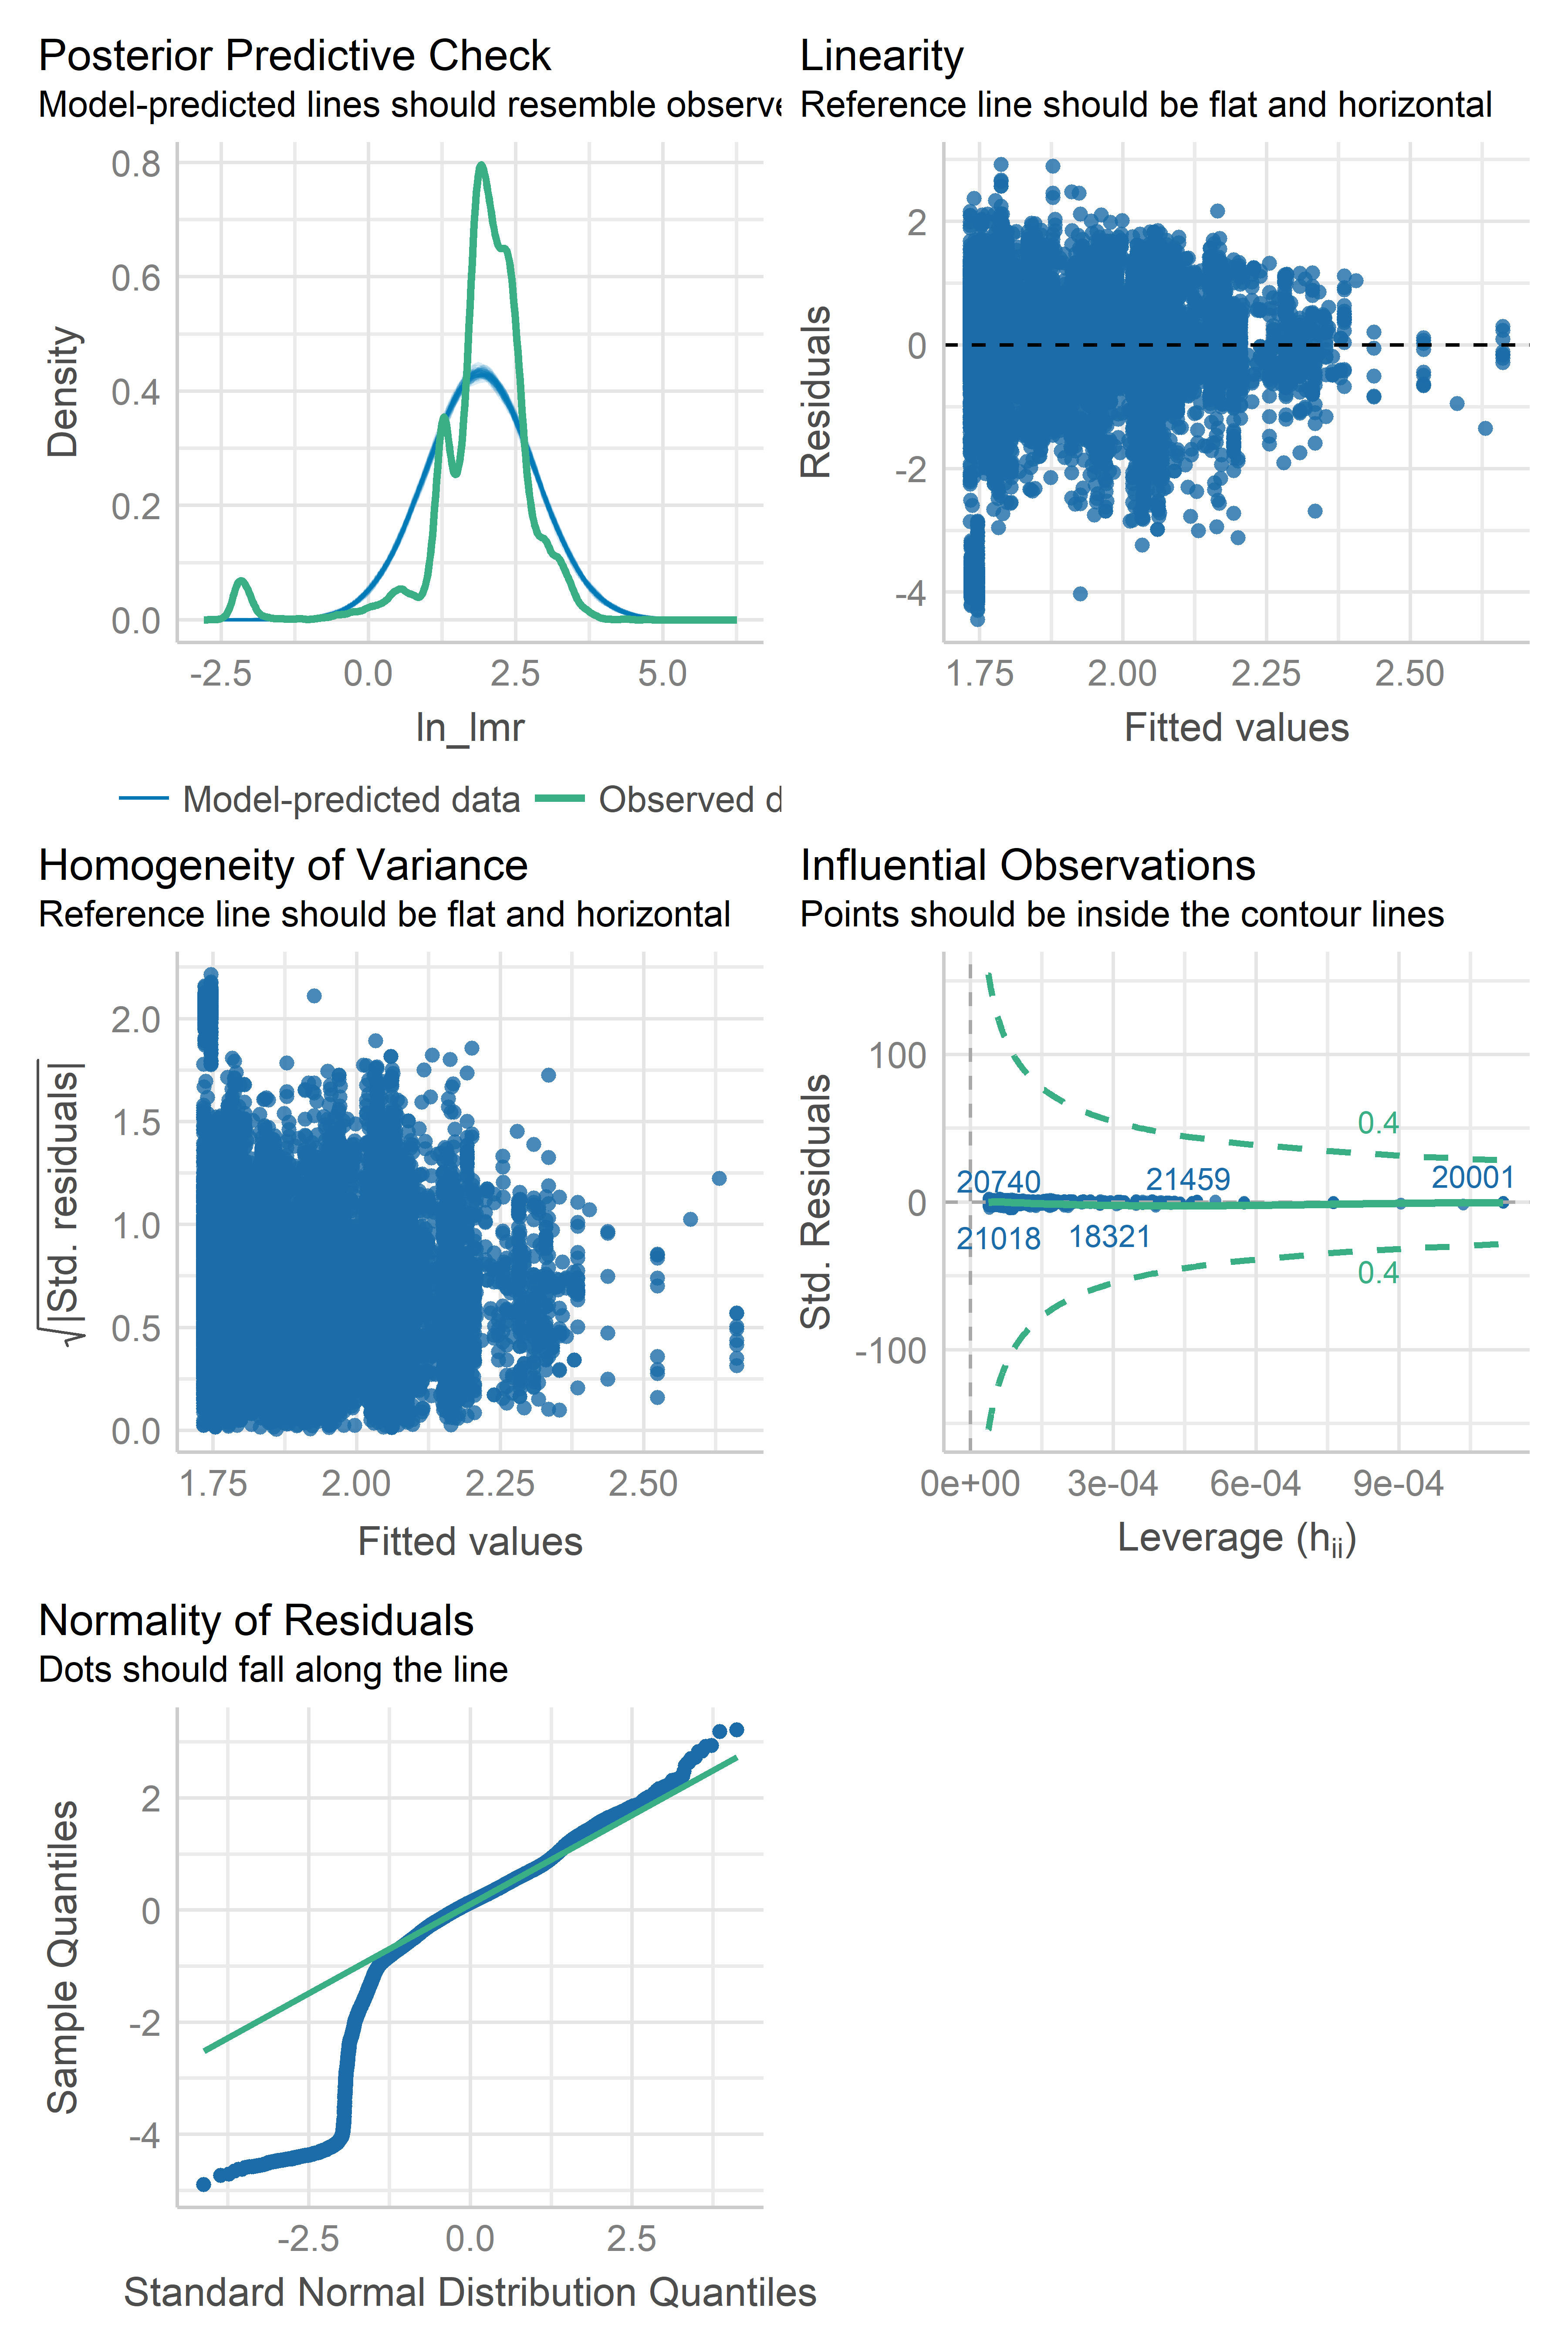 Posterior Predictive Check
Model-predicted lines should resemble observe
0.8
0.6
0.4
0.2
0.0
Density
-2.5 0.0 2.5 5.0
ln_lmr
Model-predicted data Observed d
Linearity
Reference line should be flat and horizontal
2
0
-2
-4
Residuals
1.75 2.00 2.25 2.50
Fitted values
Homogeneity of Variance
Reference line should be flat and horizontal
2.0
1.5
1.0
0.5
0.0
√|Std. residuals|
1.75 2.00 2.25 2.50
Fitted values
Influential Observations
Points should be inside the contour lines
100
0
-100
Std. Residuals
0.4
20740 21459 20001
21018 18321
0.4
0e+00 3e-04 6e-04 9e-04
Leverage (hii)
Normality of Residuals
Dots should fall along the line
2
0
-2
-4
Sample Quantiles
-2.5 0.0 2.5
Standard Normal Distribution Quantiles